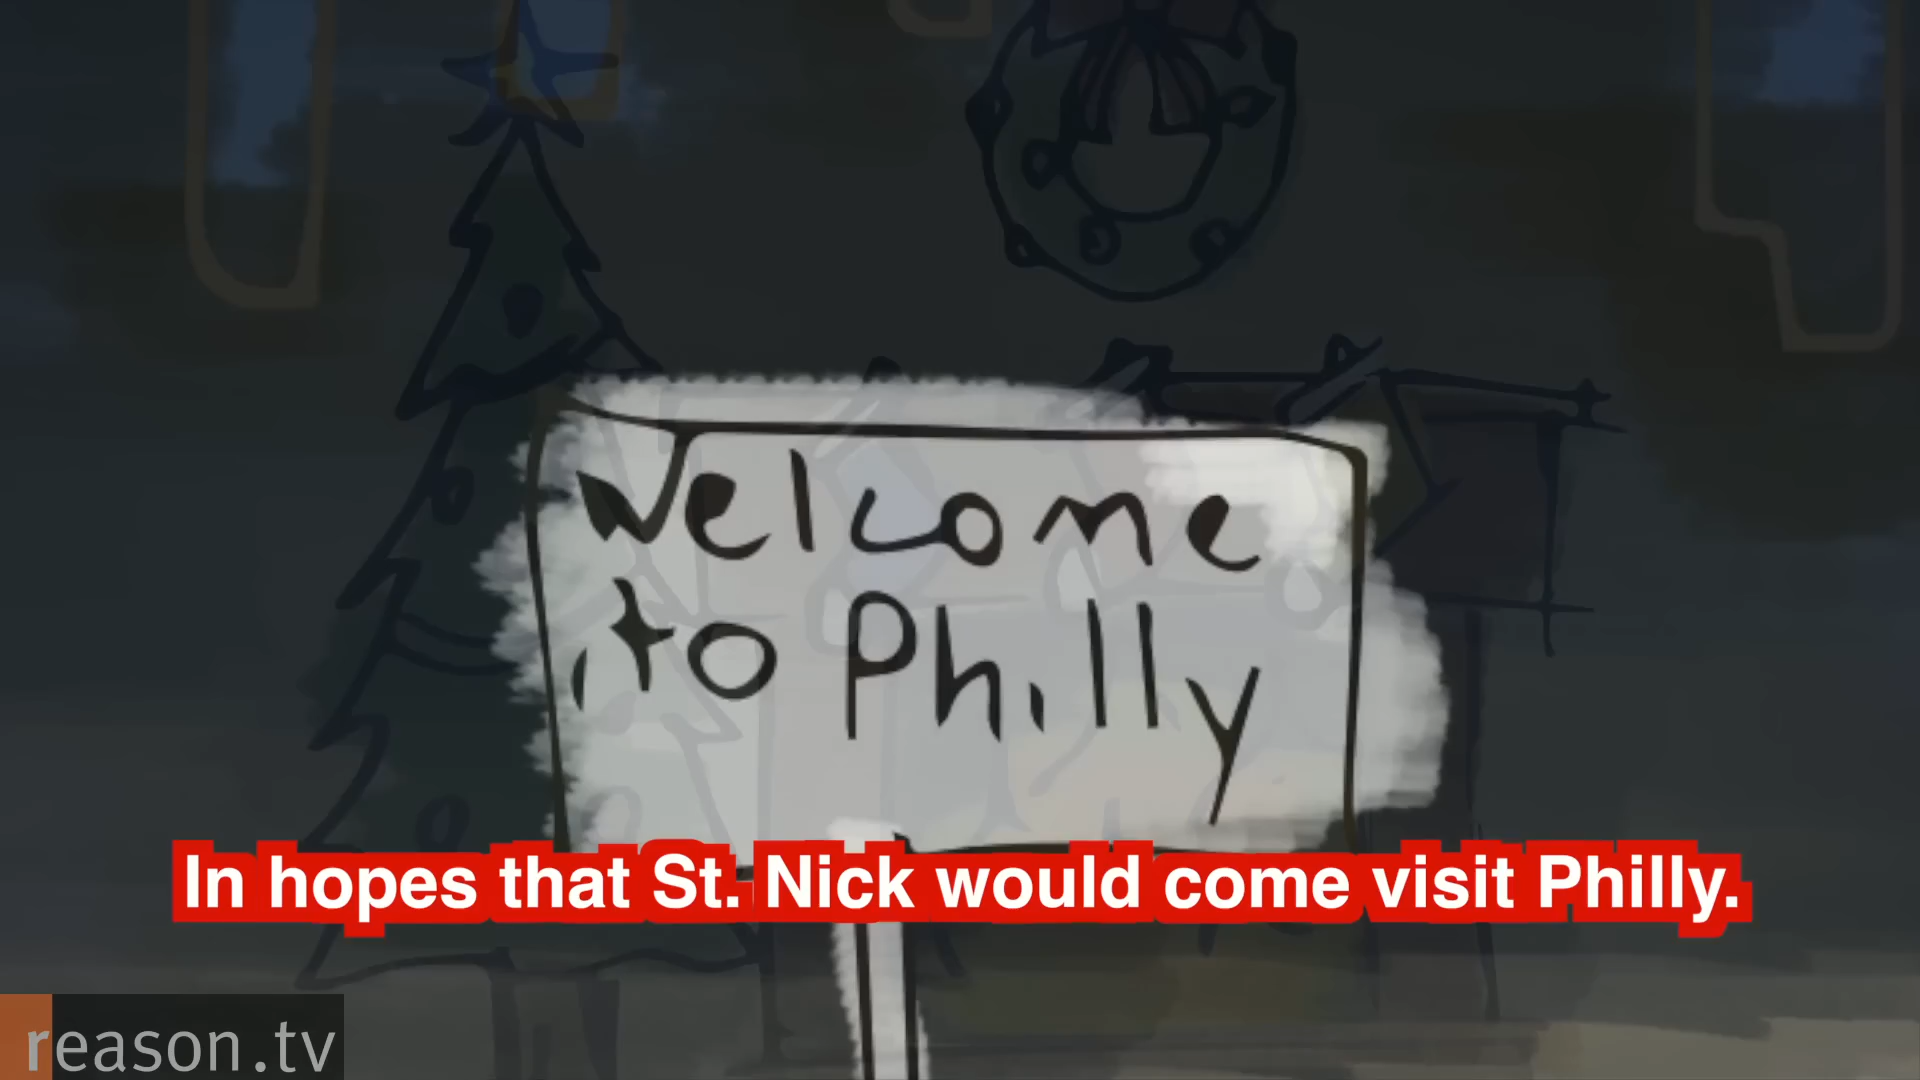 Welcome
to Philly
In hopes that St. Nick would come visit Philly.
reason.tv